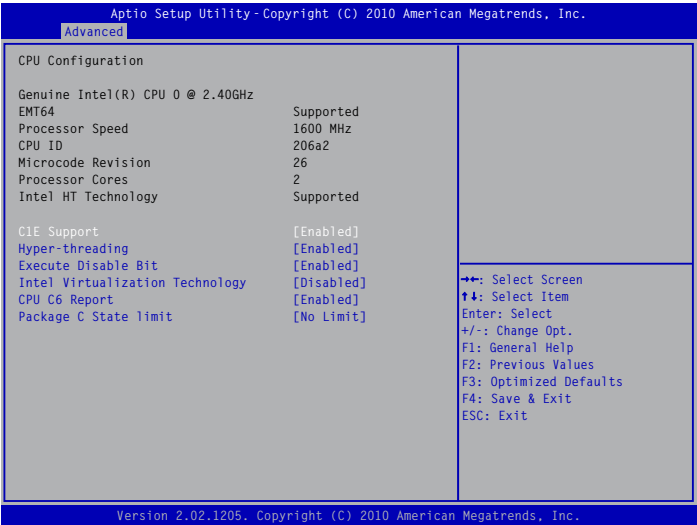 Aptio Setup Utility - Copyright (C) 2010 American Megatrends, Inc.
Advanced
CPU Configuration
Genuine Intel(R) CPU 0 @ 2.40GHz
EMT64 Supported
Processor Speed 1600 MHz
CPU ID 206a2
Microcode Revision 26
Processor Cores 2
Intel HT Technology Supported
C1E Support [Enabled]
Hyper-threading [Enabled]
Execute Disable Bit [Enabled]
Intel Virtualization Technology [Disabled]
CPU C6 Report [Enabled]
Package C State limit [No Limit]
→←: Select Screen
↑↓: Select Item
Enter: Select
+/-: Change Opt.
F1: General Help
F2: Previous Values
F3: Optimized Defaults
F4: Save & Exit
ESC: Exit
Version 2.02.1205. Copyright (C) 2010 American Megatrends, Inc.